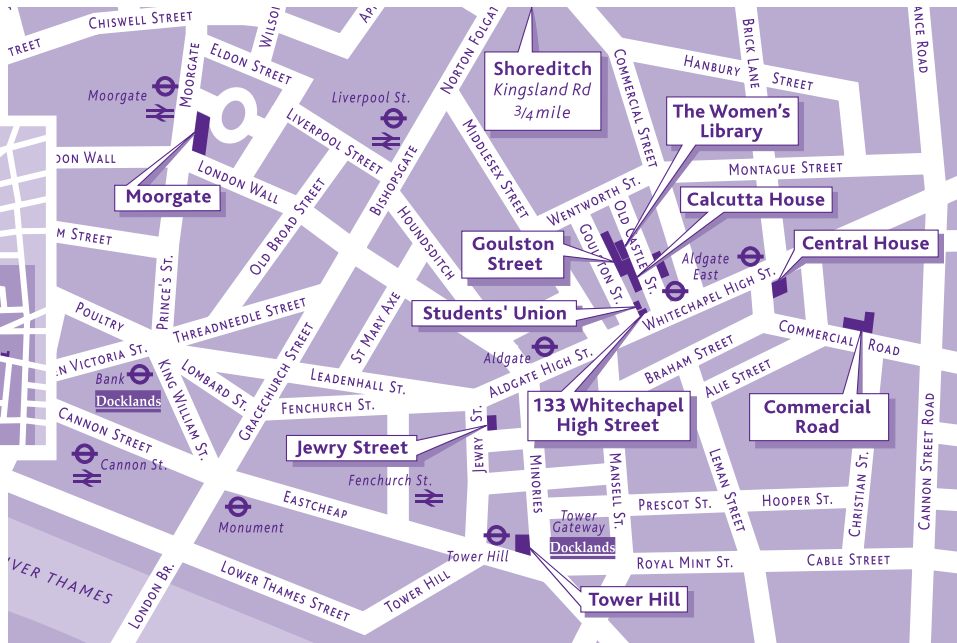 CHISWELL STREET
TREET
WILSO
AP
NORTON FOLGAT
BRICK LANE
ANCE ROAD
ELDON STREET
MOORGATE
Moorgate
Liverpool St.
Shoreditch
Kingsland Rd
3/4 mile
COMMERCIAL STREET
HANBURY STREET
The Women's
Library
LIVERPOOL STREET
MIDDLESEX STREET
DON WALL
LONDON WALL
MONTAGUE STREET
Moorgate
BISHOPSGATE
WENTWORTH ST.
OLD CASTLE ST.
Calcutta House
OLD BROAD STREET
HOUNDSDITCH
GOULSTON ST.
M STREET
Goulston
Street
Aldgate
East
Central House
PRINCE'S ST.
Students' Union
WHITECHAPEL HIGH ST.
POULTRY
THREADNEEDLE STREET
ST MARY AXE
COMMERCIAL ROAD
N VICTORIA ST.
Aldgate
ALDGATE HIGH ST.
BRAHAM STREET
ALIE STREET
Bank
Docklands
KING WILLIAM ST.
LOMBARD ST.
GRACECHURCH STREET
LEADENHALL ST.
FENCHURCH ST.
133 Whitechapel
High Street
Commercial
Road
CANNON STREET
Jewry Street
JEWRY ST.
CANNON STREET ROAD
Cannon St.
Fenchurch St.
MINORIES
MANSELL ST.
LEMAN STREET
CHRISTIAN ST.
EASTCHEAP
Monument
PRESCOT ST.
HOOPER ST.
Tower
Gateway
Docklands
Tower Hill
ROYAL MINT ST.
CABLE STREET
VER THAMES
LONDON BR.
LOWER THAMES STREET
TOWER HILL
Tower Hill